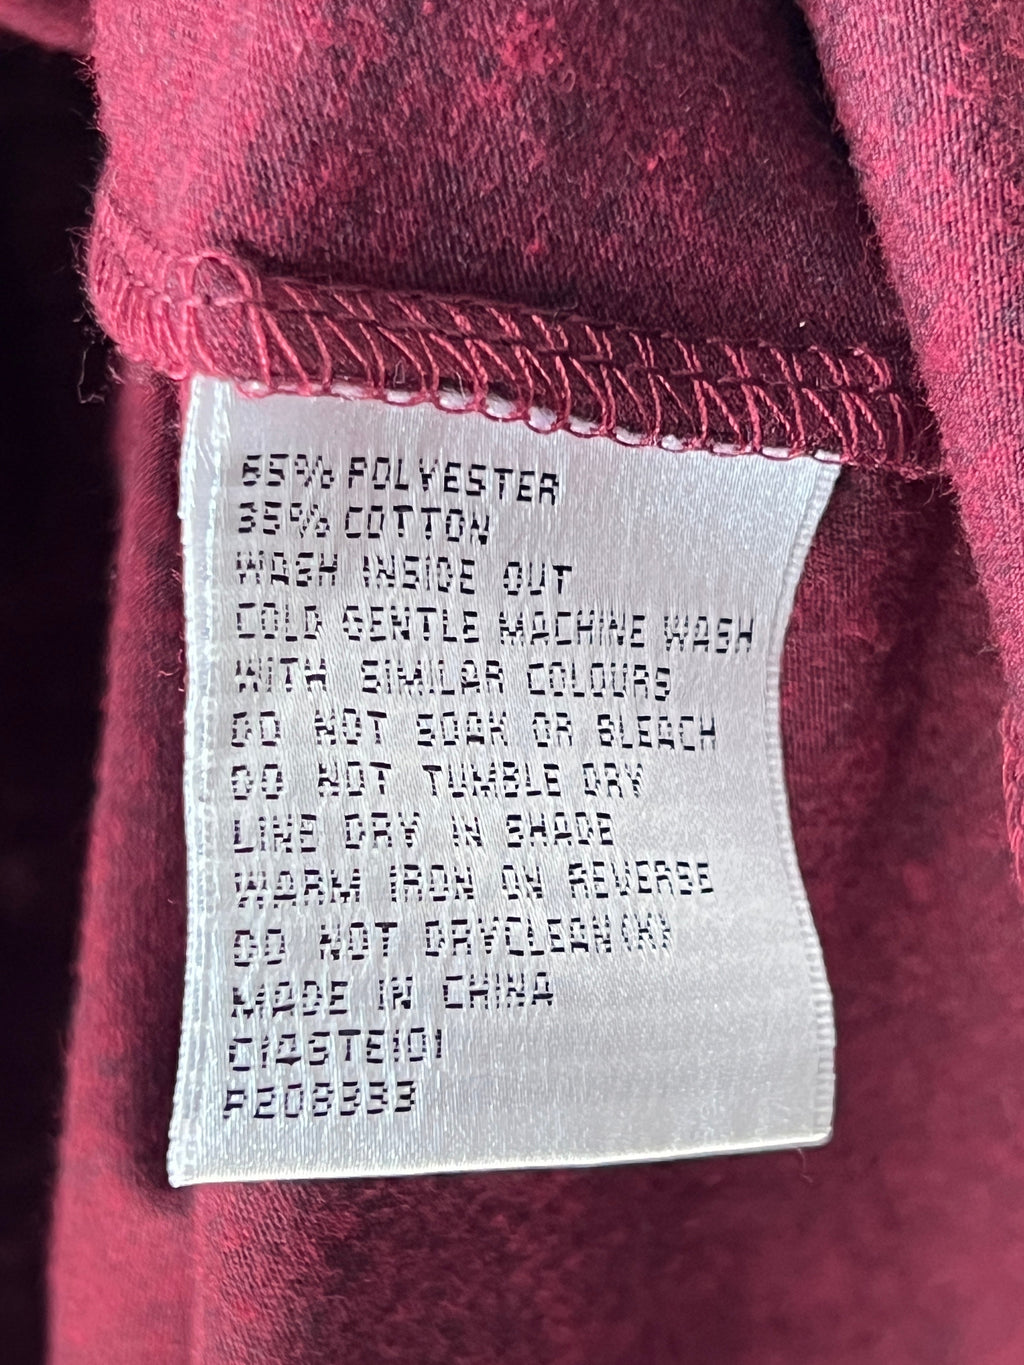 65% POLYESTER
35% COTTON
WASH INSIDE OUT
COLD GENTLE MACHINE WASH
WITH SIMILAR COLOURS
DO NOT SOAK OR BLEACH
DO NOT TUMBLE DRY
LINE DRY IN SHADE
WARM IRON ON REVERSE
DO NOT DRYCLEAN(X)
MADE IN CHINA
C1ASTE101
P208333